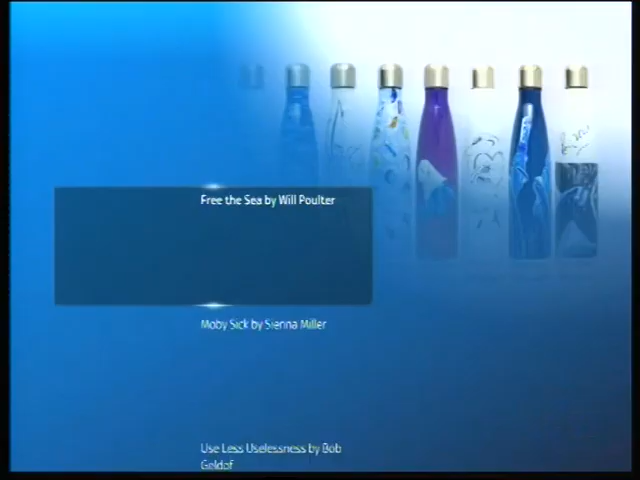 Free the Sea by Will Poulter
Moby Sick by Sienna Miller
Use Less Uselessness by Bob
Geldof